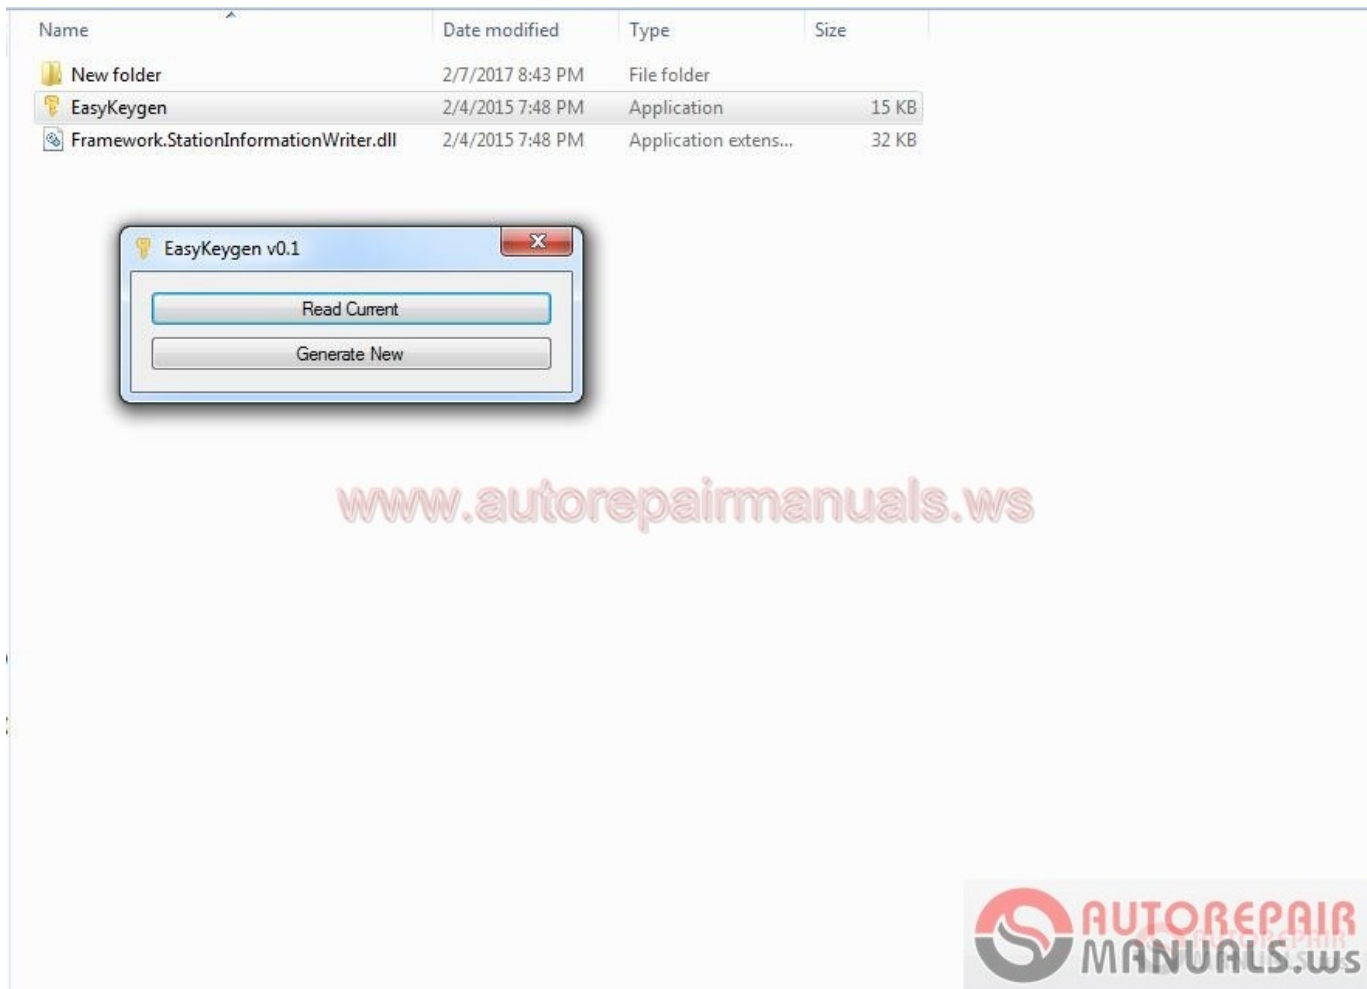 Name Date modified Type Size
New folder 2/7/2017 8:43 PM File folder
EasyKeygen 2/4/2015 7:48 PM Application 15 KB
Framework.StationInformationWriter.dll 2/4/2015 7:48 PM Application extens... 32 KB
EasyKeygen v0.1
Read Current
Generate New
www.autorepairmanuals.ws
AUTOREPAIR
MANUALS.ws